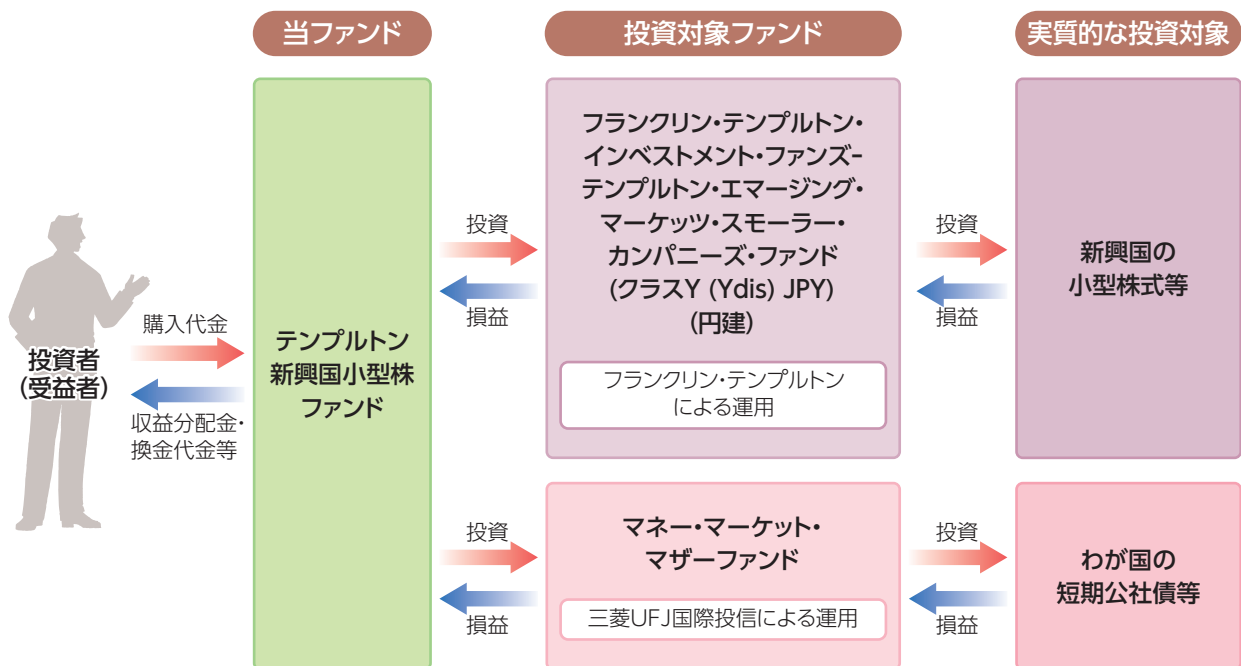 当ファンド
投資対象ファンド
実質的な投資対象
投資者
(受益者)
購入代金
収益分配金・
換金代金等
テンプルトン
新興国小型株
ファンド
投資
損益
フランクリン・テンプルトン・
インベストメント・ファンズ-
テンプルトン・エマージング・
マーケッツ・スモーラー・
カンパニーズ・ファンド
(クラスY (Ydis) JPY)
(円建)
フランクリン・テンプルトン
による運用
投資
損益
新興国の
小型株式等
投資
損益
マネー・マーケット・
マザーファンド
三菱UFJ国際投信による運用
投資
損益
わが国の
短期公社債等